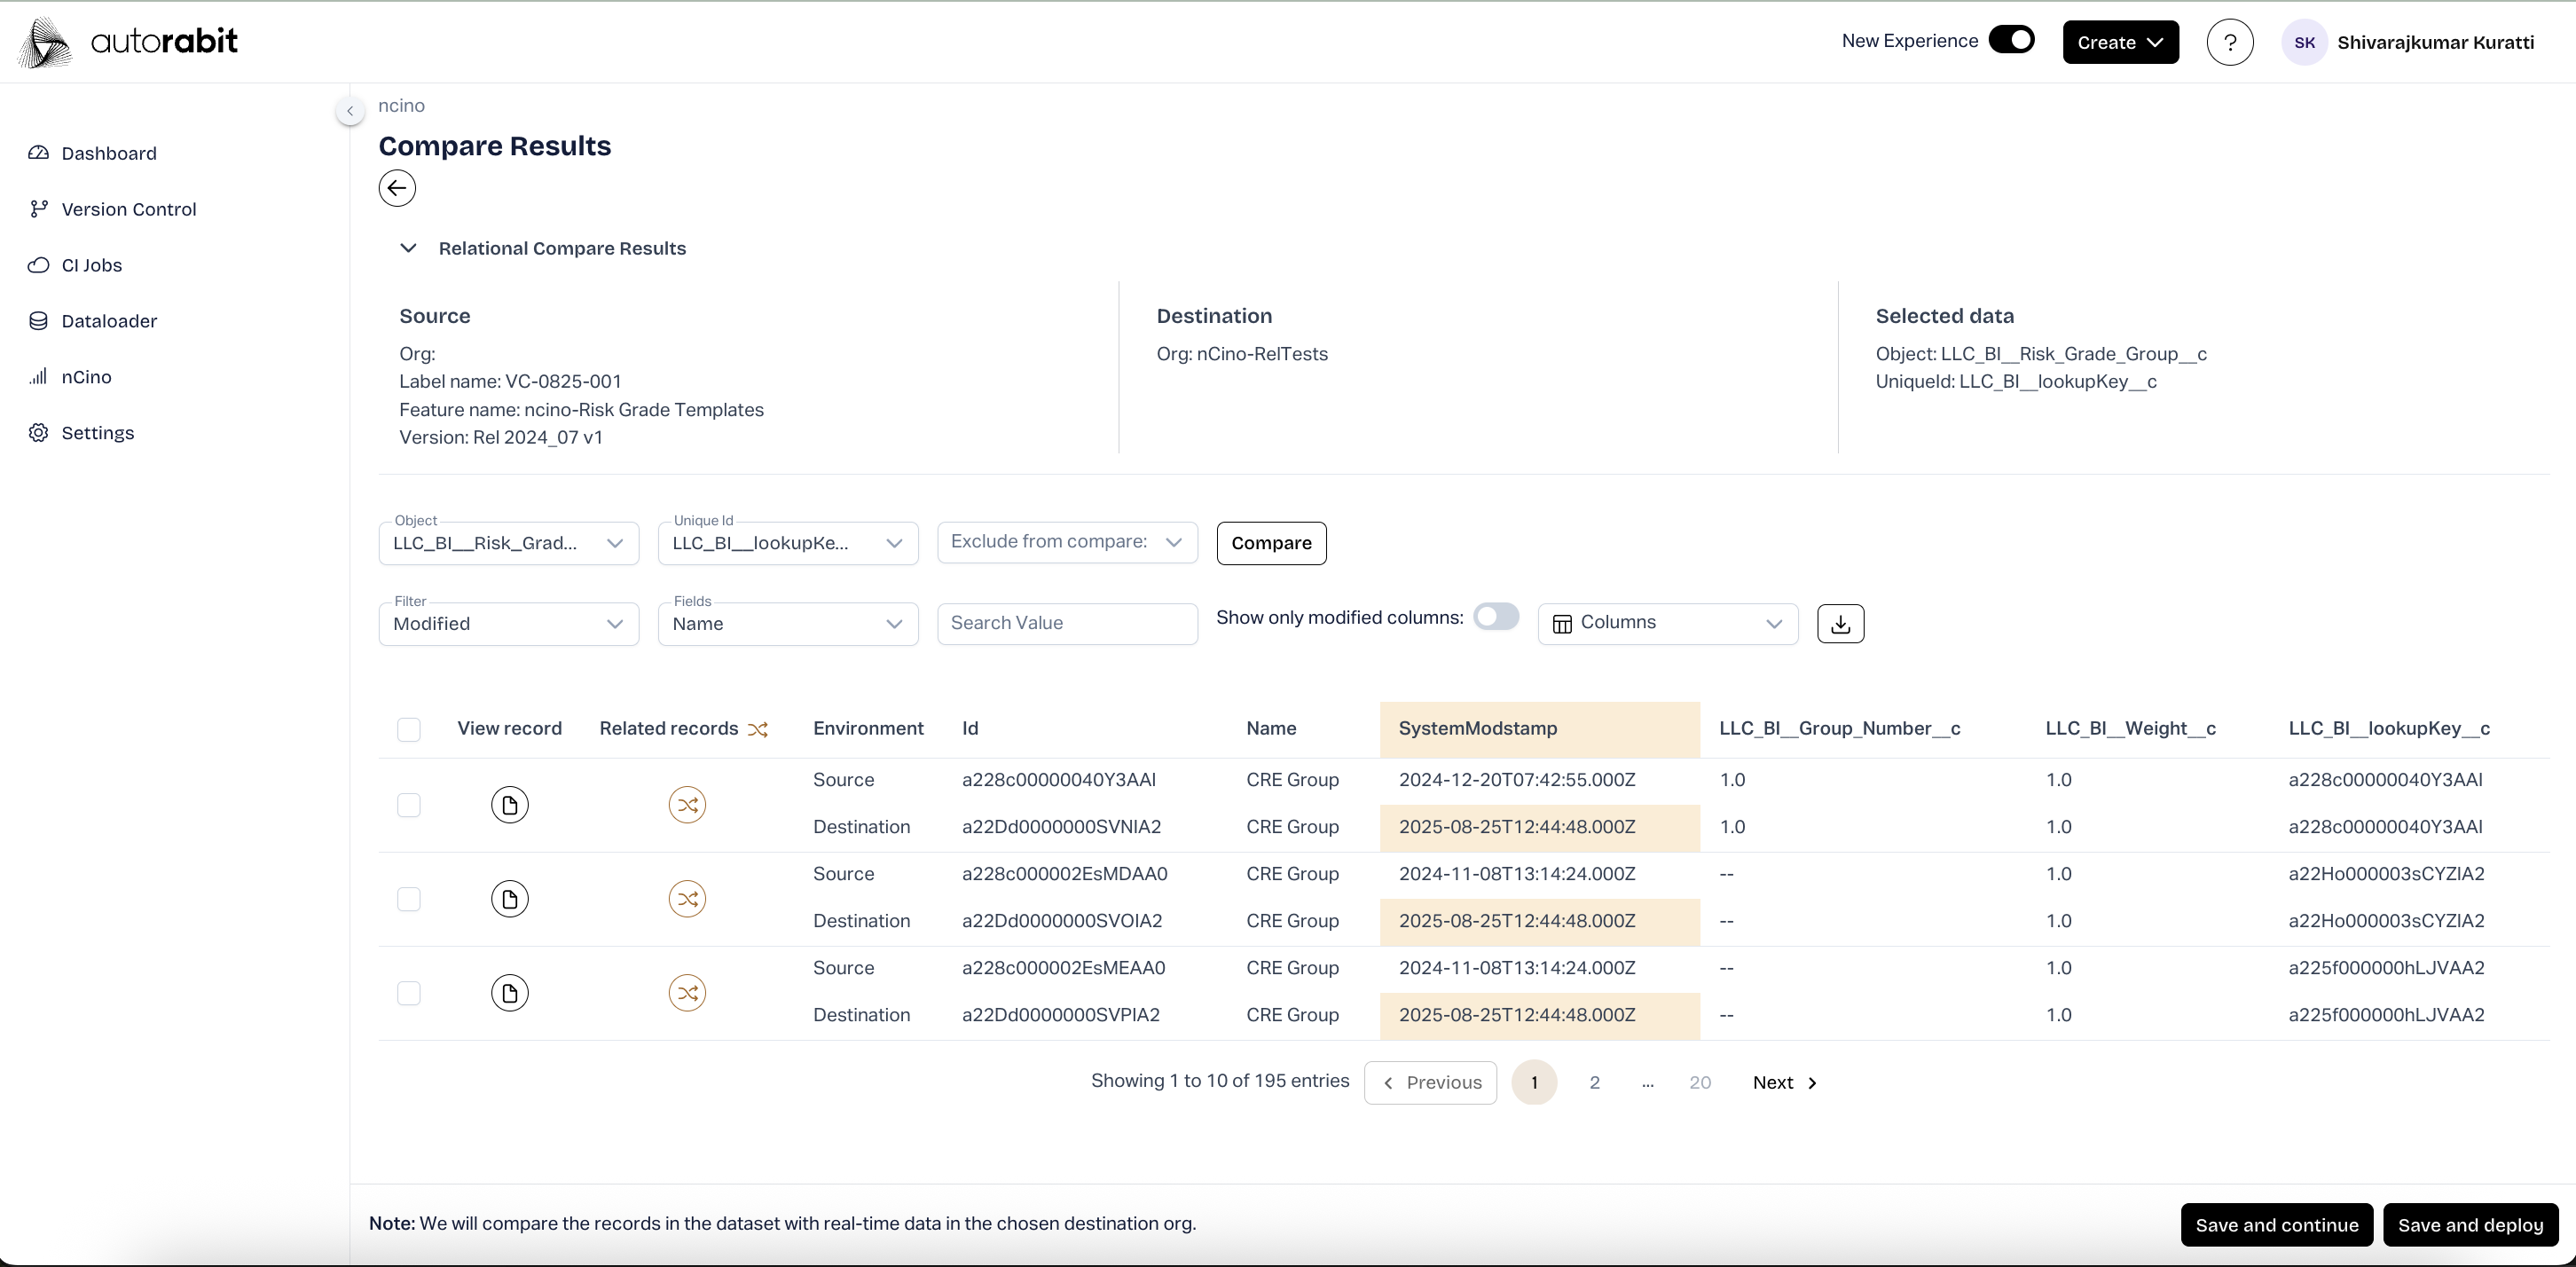 autorabit
New Experience
Create
?
SK
Shivarajkumar Kuratti
Dashboard
Version Control
CI Jobs
Dataloader
nCino
Settings
ncino
Compare Results
Relational Compare Results
Source
Org:
Label name: VC-0825-001
Feature name: ncino-Risk Grade Templates
Version: Rel 2024_07 v1
Destination
Org: nCino-RelTests
Selected data
Object: LLC_BI__Risk_Grade_Group__c
UniqueId: LLC_BI__lookupKey__c
Object
LLC_BI__Risk_Grad...
Unique Id
LLC_BI__lookupKe...
Exclude from compare:
Compare
Filter
Modified
Fields
Name
Search Value
Show only modified columns:
Columns
View record Related records Environment Id Name SystemModstamp LLC_BI__Group_Number__c LLC_BI__Weight__c LLC_BI__lookupKey__c
Source a228c00000040Y3AAI CRE Group 2024-12-20T07:42:55.000Z 1.0 1.0 a228c00000040Y3AAI
Destination a22Dd0000000SVNIA2 CRE Group 2025-08-25T12:44:48.000Z 1.0 1.0 a228c00000040Y3AAI
Source a228c000002EsMDAA0 CRE Group 2024-11-08T13:14:24.000Z -- 1.0 a22Ho000003sCYZIA2
Destination a22Dd0000000SVOIA2 CRE Group 2025-08-25T12:44:48.000Z -- 1.0 a22Ho000003sCYZIA2
Source a228c000002EsMEAA0 CRE Group 2024-11-08T13:14:24.000Z -- 1.0 a225f000000hLJVAA2
Destination a22Dd0000000SVPIA2 CRE Group 2025-08-25T12:44:48.000Z -- 1.0 a225f000000hLJVAA2
Showing 1 to 10 of 195 entries Previous 1 2 ... 20 Next
Note: We will compare the records in the dataset with real-time data in the chosen destination org.
Save and continue
Save and deploy